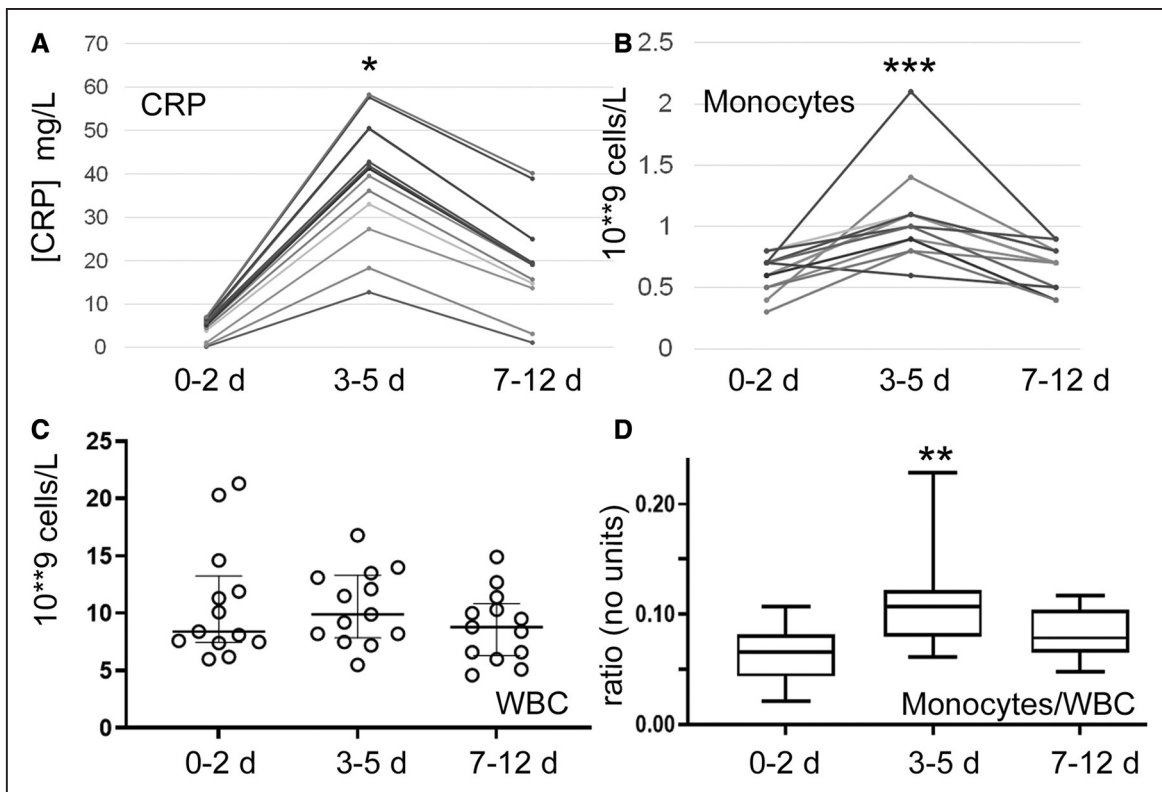 A
70
60
50
40
30
20
10
0
[CRP] mg/L
CRP
*
0-2 d 3-5 d 7-12 d
B
2.5
2
1.5
1
0.5
0
10**9 cells/L
Monocytes
***
0-2 d 3-5 d 7-12 d
C
25
20
15
10
5
0
10**9 cells/L
WBC
0-2 d 3-5 d 7-12 d
D
0.20
0.10
0.00
ratio (no units)
**
Monocytes/WBC
0-2 d 3-5 d 7-12 d